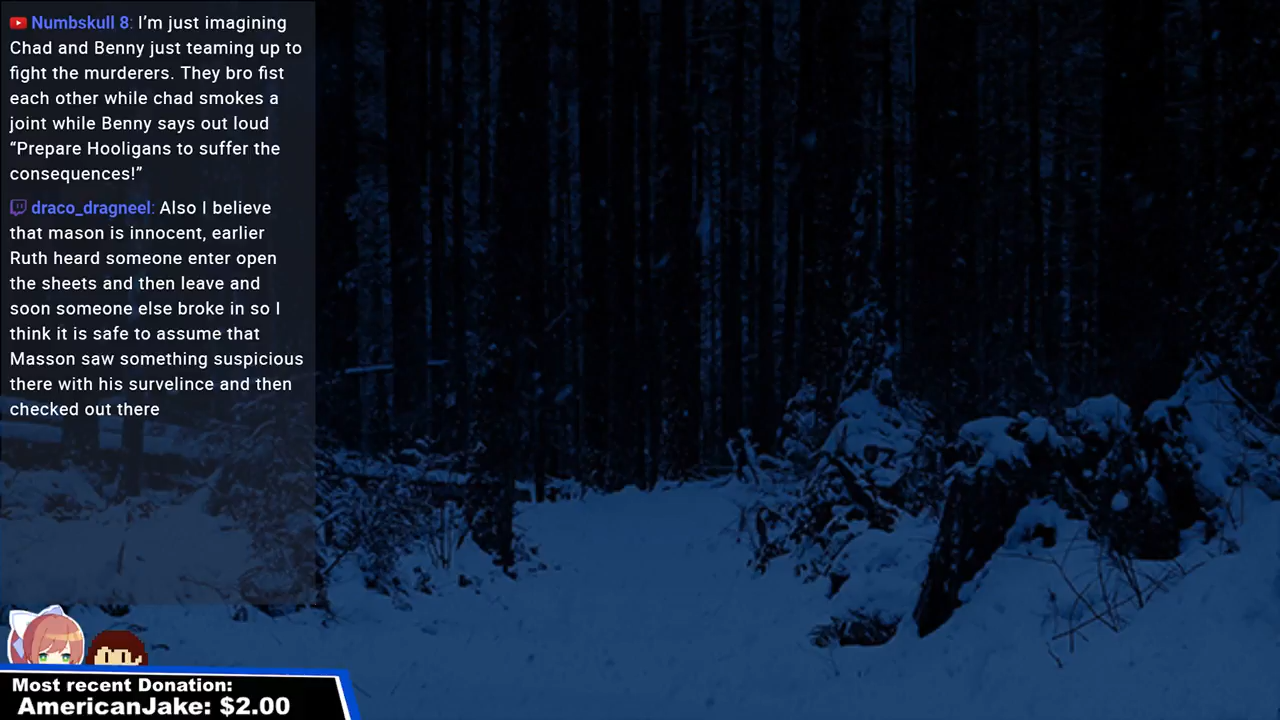 Numbskull 8: I'm just imagining
Chad and Benny just teaming up to
fight the murderers. They bro fist
each other while chad smokes a
joint while Benny says out loud
“Prepare Hooligans to suffer the
consequences!”
draco_dragneel: Also I believe
that mason is innocent, earlier
Ruth heard someone enter open
the sheets and then leave and
soon someone else broke in so I
think it is safe to assume that
Masson saw something suspicious
there with his survelince and then
checked out there
Most recent Donation:
AmericanJake: $2.00